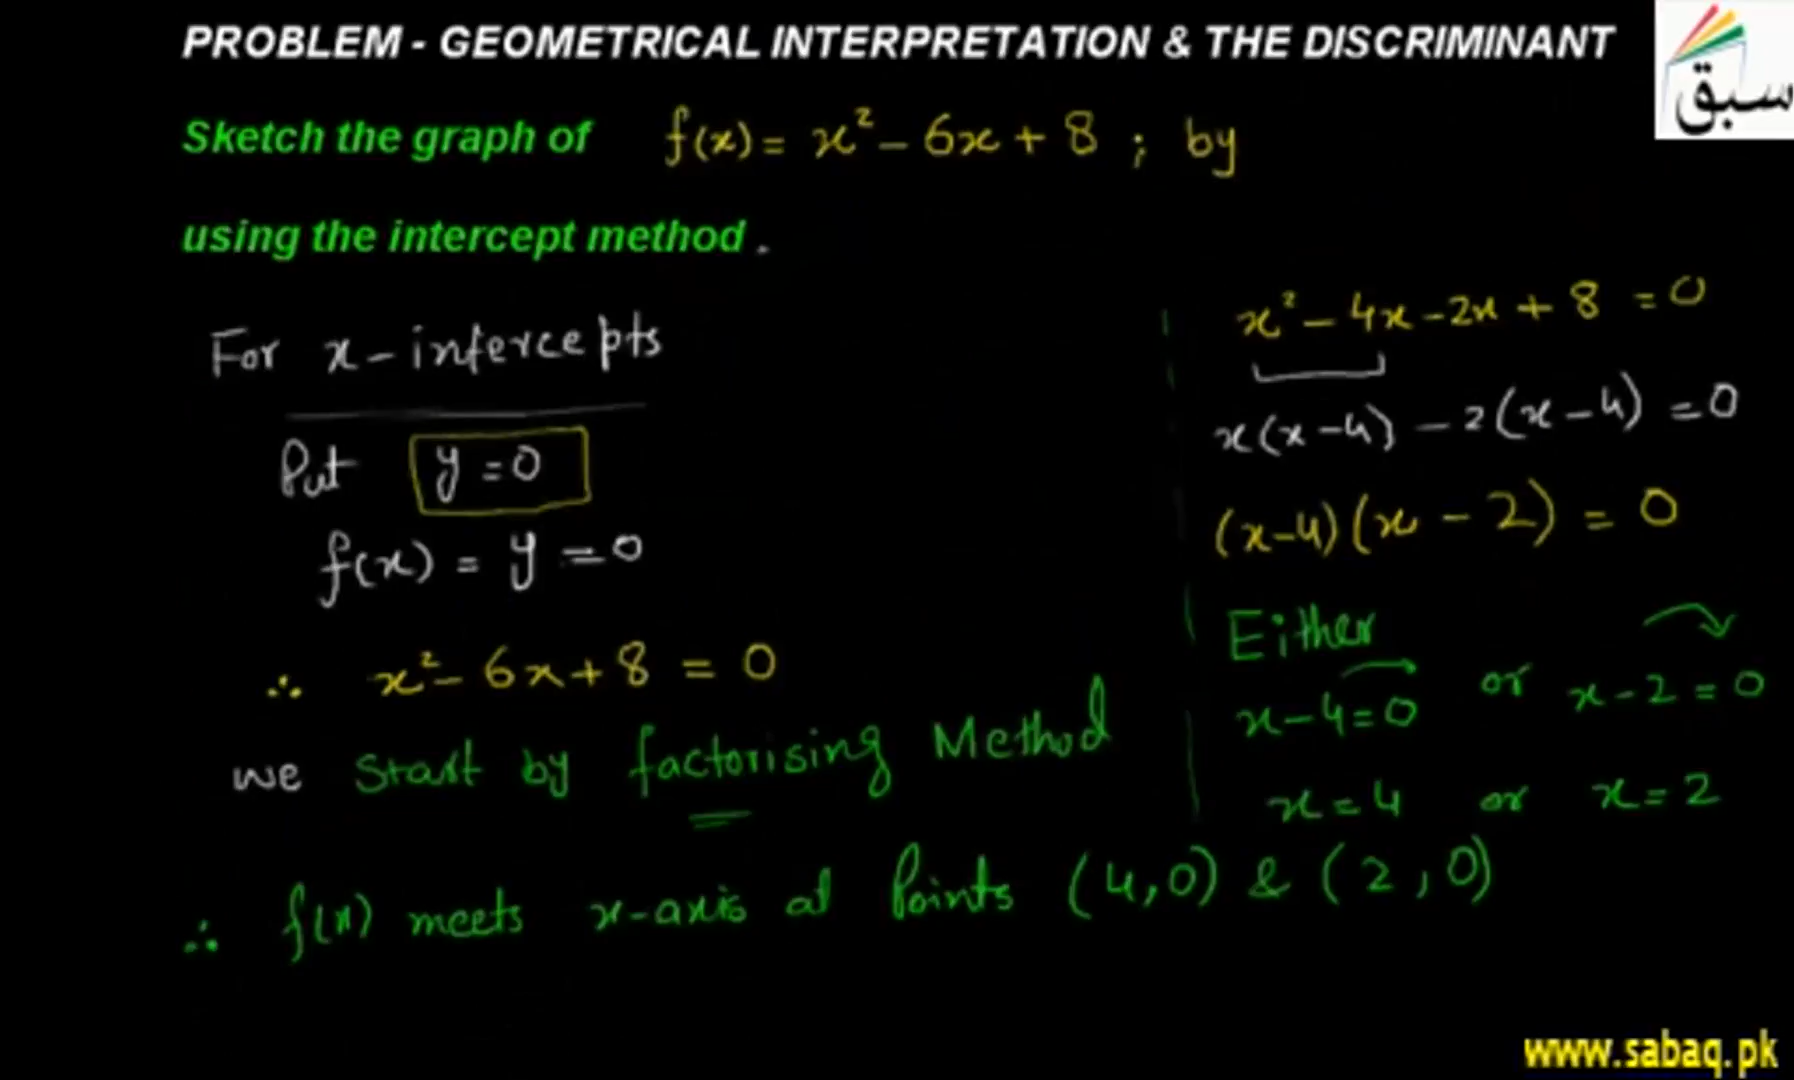 PROBLEM - GEOMETRICAL INTERPRETATION & THE DISCRIMINANT
سبق
Sketch the graph of f(x) = x² - 6x + 8 ; by
using the intercept method .
For x-intercepts
Put y = 0
f(x) = y = 0
∴ x² - 6x + 8 = 0
we start by factorising Method
x² - 4x - 2x + 8 = 0
x(x-4) - 2(x-4) = 0
(x-4)(x-2) = 0
Either
x-4=0 or x-2=0
x=4 or x=2
∴ f(x) meets x-axis at Points (4,0) & (2,0)
www.sabaq.pk